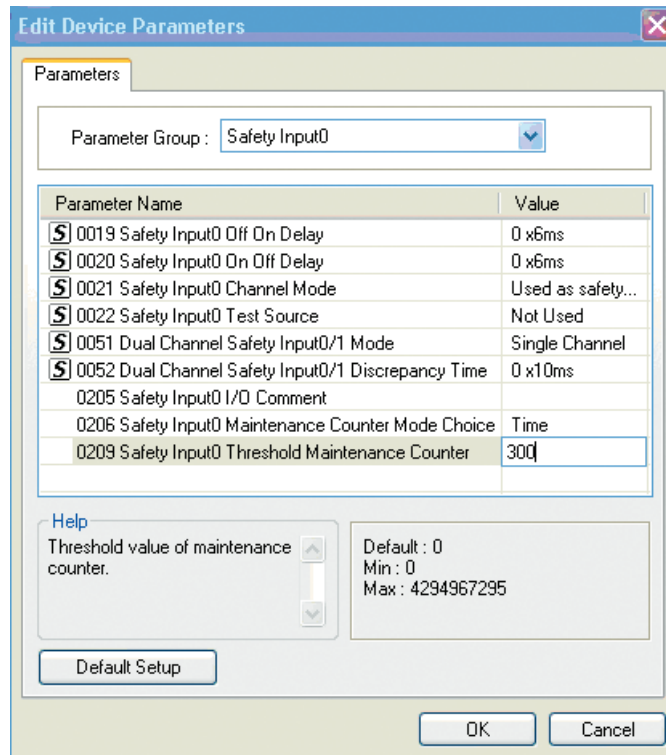 Edit Device Parameters
Parameters
Parameter Group : Safety Input0
Parameter Name Value
S 0019 Safety Input0 Off On Delay 0 x6ms
S 0020 Safety Input0 On Off Delay 0 x6ms
S 0021 Safety Input0 Channel Mode Used as safety...
S 0022 Safety Input0 Test Source Not Used
S 0051 Dual Channel Safety Input0/1 Mode Single Channel
S 0052 Dual Channel Safety Input0/1 Discrepancy Time 0 x10ms
0205 Safety Input0 I/O Comment
0206 Safety Input0 Maintenance Counter Mode Choice Time
0209 Safety Input0 Threshold Maintenance Counter 300
Help
Threshold value of maintenance
counter.
Default : 0
Min : 0
Max : 4294967295
Default Setup
OK Cancel